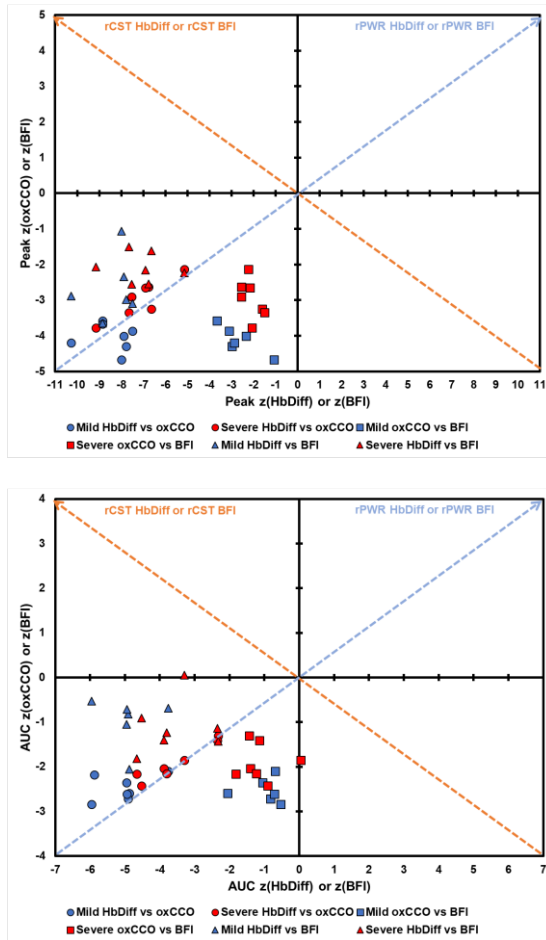 5
rCST HbDiff or rCST BFI
rPWR HbDiff or rPWR BFI
4
3
2
1
0
-1
-2
-3
-4
-5
Peak z(oxCCO) or z(BFI)
-11 -10 -9 -8 -7 -6 -5 -4 -3 -2 -1 0 1 2 3 4 5 6 7 8 9 10 11
Peak z(HbDiff) or z(BFI)
Mild HbDiff vs oxCCO Severe HbDiff vs oxCCO Mild oxCCO vs BFI
Severe oxCCO vs BFI Mild HbDiff vs BFI Severe HbDiff vs BFI
4
rCST HbDiff or rCST BFI
rPWR HbDiff or rPWR BFI
3
2
1
0
-1
-2
-3
-4
AUC z(oxCCO) or z(BFI)
-7 -6 -5 -4 -3 -2 -1 0 1 2 3 4 5 6 7
AUC z(HbDiff) or z(BFI)
Mild HbDiff vs oxCCO Severe HbDiff vs oxCCO Mild oxCCO vs BFI
Severe oxCCO vs BFI Mild HbDiff vs BFI Severe HbDiff vs BFI